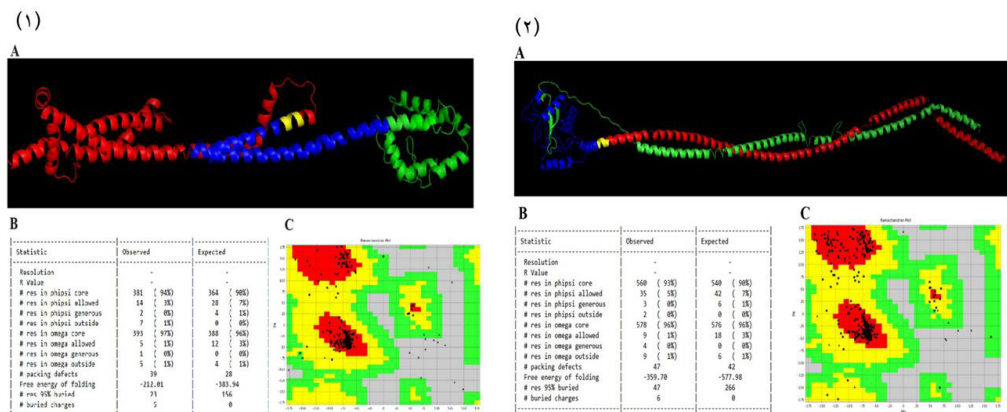 (١)
A
B
Statistic | Observed | Expected
Resolution | - | -
R Value | - | -
# res in phipsi core | 381 ( 94%) | 364 ( 90%)
# res in phipsi allowed | 14 ( 3%) | 28 ( 7%)
# res in phipsi generous | 2 ( 0%) | 4 ( 1%)
# res in phipsi outside | 7 ( 1%) | 0 ( 0%)
# res in omega core | 393 ( 97%) | 388 ( 96%)
# res in omega allowed | 5 ( 1%) | 12 ( 3%)
# res in omega generous | 1 ( 0%) | 0 ( 0%)
# res in omega outside | 5 ( 1%) | 4 ( 1%)
# packing defects | 39 | 28
Free energy of folding | -212.01 | -383.94
# res 95% buried | 23 | 156
# buried charges | 5 | 0
C
Ramachandran Plot
(٢)
A
B
Statistic | Observed | Expected
Resolution | - | -
R Value | - | -
# res in phipsi core | 560 ( 93%) | 540 ( 90%)
# res in phipsi allowed | 35 ( 5%) | 42 ( 7%)
# res in phipsi generous | 3 ( 0%) | 6 ( 1%)
# res in phipsi outside | 2 ( 0%) | 0 ( 0%)
# res in omega core | 578 ( 96%) | 576 ( 96%)
# res in omega allowed | 9 ( 1%) | 18 ( 3%)
# res in omega generous | 4 ( 0%) | 0 ( 0%)
# res in omega outside | 9 ( 1%) | 6 ( 1%)
# packing defects | 47 | 42
Free energy of folding | -359.70 | -577.98
# res 95% buried | 47 | 266
# buried charges | 6 | 0
C
Ramachandran Plot